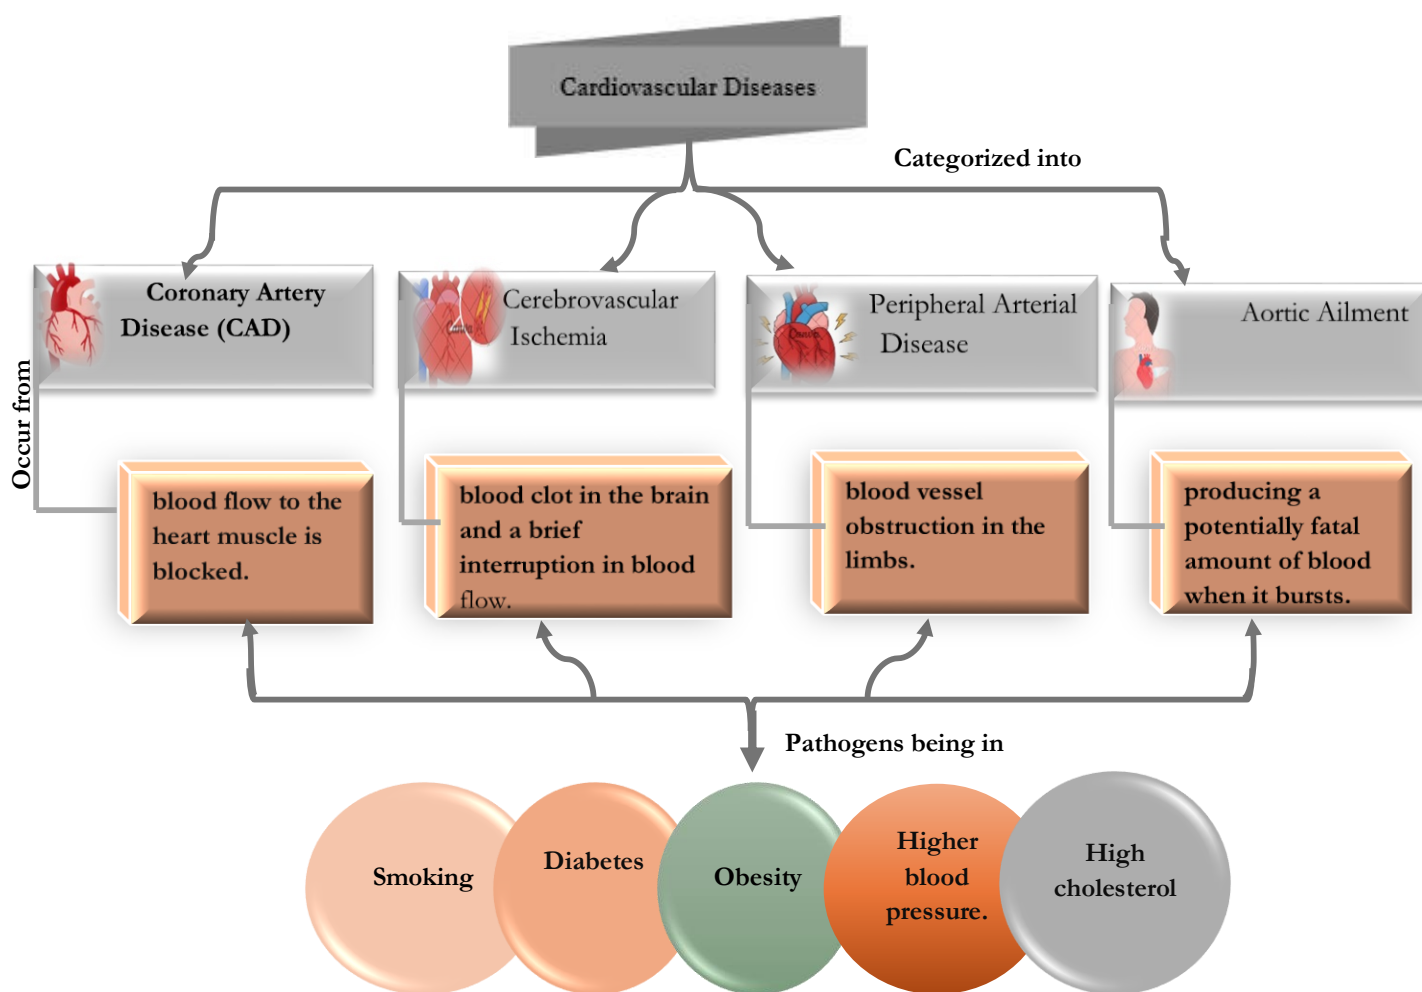 Cardiovascular Diseases
Categorized into
Coronary Artery
Disease (CAD)
Cerebrovascular
Ischemia
Peripheral Arterial
Disease
Aortic Ailment
Occur from
blood flow to the
heart muscle is
blocked.
blood clot in the brain
and a brief
interruption in blood
flow.
blood vessel
obstruction in the
limbs.
producing a
potentially fatal
amount of blood
when it bursts.
Pathogens being in
Smoking
Diabetes
Obesity
Higher
blood
pressure.
High
cholesterol